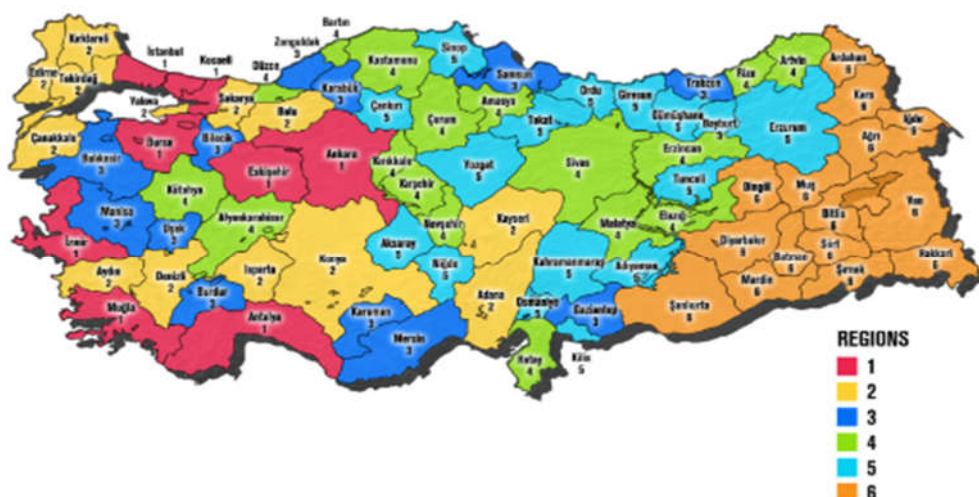 Bartın
4
Zonguldak
3
Düzce
4
İstanbul
1
Kocaeli
1
Kırklareli
2
Edirne
2
Tekirdağ
2
Yalova
2
Sakarya
2
Bolu
2
Karabük
3
Kastamonu
4
Sinop
5
Samsun
3
Çankırı
5
Çorum
4
Amasya
4
Tokat
5
Ordu
5
Giresun
5
Trabzon
3
Gümüşhane
5
Bayburt
5
Rize
4
Artvin
4
Ardahan
6
Kars
6
Iğdır
6
Ağrı
6
Erzurum
5
Erzincan
4
Çanakkale
2
Balıkesir
3
Bursa
1
Bilecik
3
Eskişehir
1
Ankara
1
Kırıkkale
4
Yozgat
5
Sivas
4
Tunceli
5
Bingöl
6
Muş
6
Van
6
Kütahya
4
Manisa
3
Uşak
3
Afyonkarahisar
4
Kırşehir
4
Nevşehir
4
Kayseri
2
Malatya
4
Elazığ
4
Diyarbakır
6
Bitlis
6
Siirt
6
Batman
6
Şırnak
6
Hakkari
6
İzmir
1
Aydın
2
Denizli
2
Isparta
2
Konya
2
Aksaray
5
Niğde
5
Kahramanmaraş
5
Adıyaman
5
Mardin
6
Şanlıurfa
6
Muğla
1
Burdur
3
Antalya
1
Karaman
3
Mersin
3
Adana
2
Osmaniye
5
Gaziantep
3
Hatay
4
Kilis
5
REGIONS
1
2
3
4
5
6